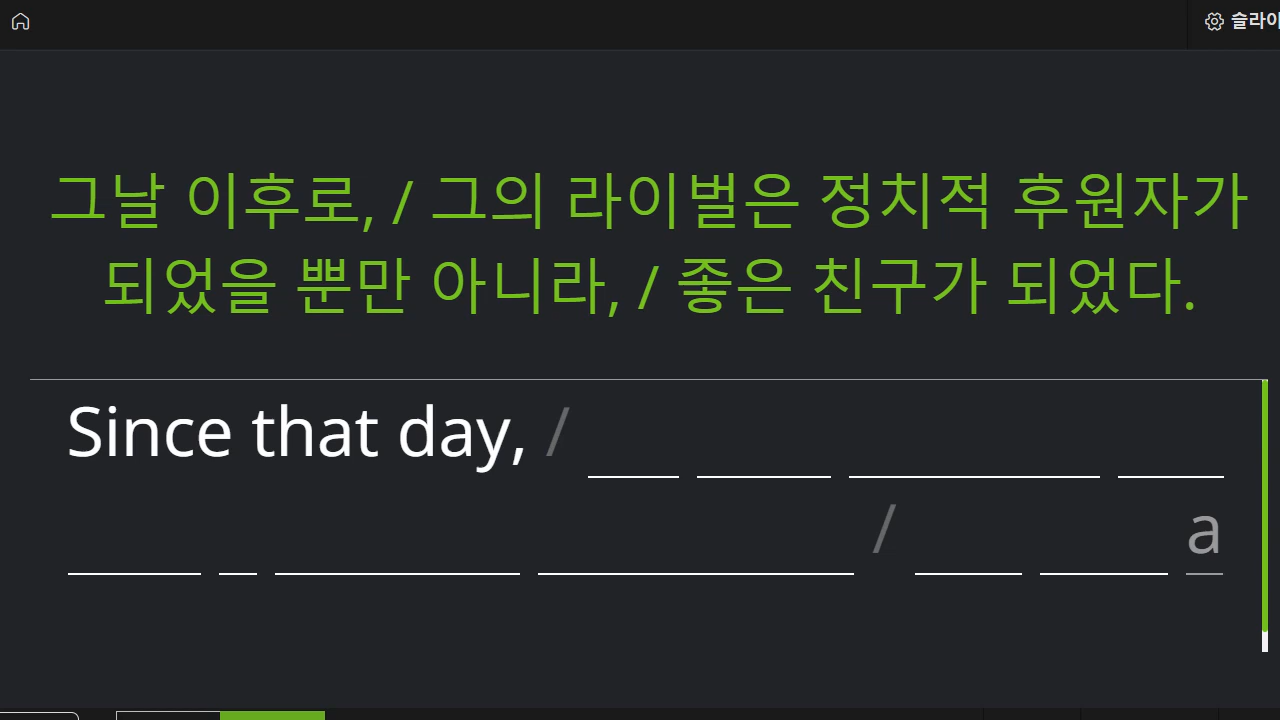 슬라이
그날 이후로, / 그의 라이벌은 정치적 후원자가
되었을 뿐만 아니라, / 좋은 친구가 되었다.
Since that day, /
/ a